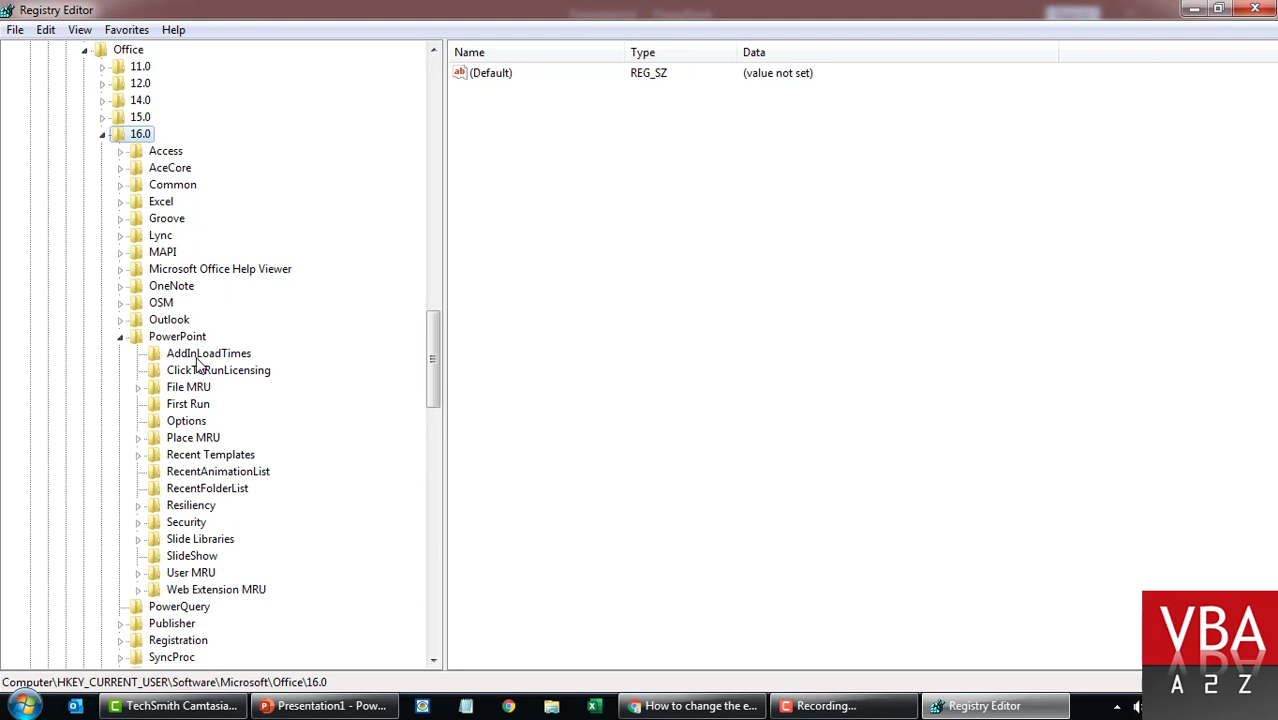 Registry Editor
File Edit View Favorites Help
Name Type Data
Office
(Default) REG_SZ (value not set)
11.0
12.0
14.0
15.0
16.0
Access
AceCore
Common
Excel
Groove
Lync
MAPI
Microsoft Office Help Viewer
OneNote
OSM
Outlook
PowerPoint
AddInLoadTimes
ClickToRunLicensing
File MRU
First Run
Options
Place MRU
Recent Templates
RecentAnimationList
RecentFolderList
Resiliency
Security
Slide Libraries
SlideShow
User MRU
Web Extension MRU
PowerQuery
Publisher
Registration
SyncProc
Computer\HKEY_CURRENT_USER\Software\Microsoft\Office\16.0
TechSmith Camtasia... Presentation1 - Pow... How to change the e... Recording... Registry Editor
VBA
A 2 Z